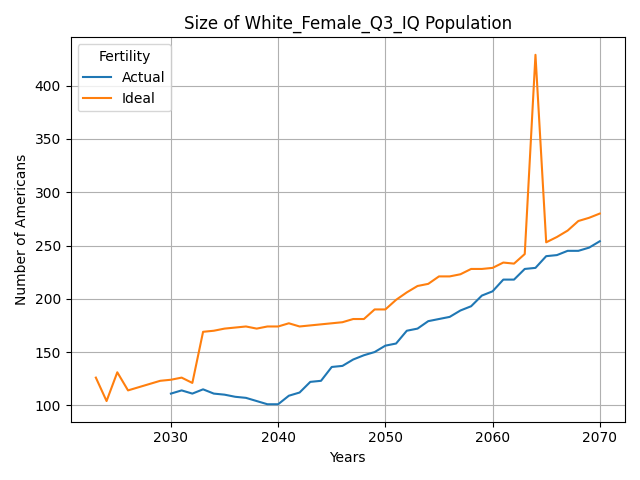 Size of White_Female_Q3_IQ Population
Fertility
Actual
Ideal
Number of Americans
400
350
300
250
200
150
100
2030 2040 2050 2060 2070
Years